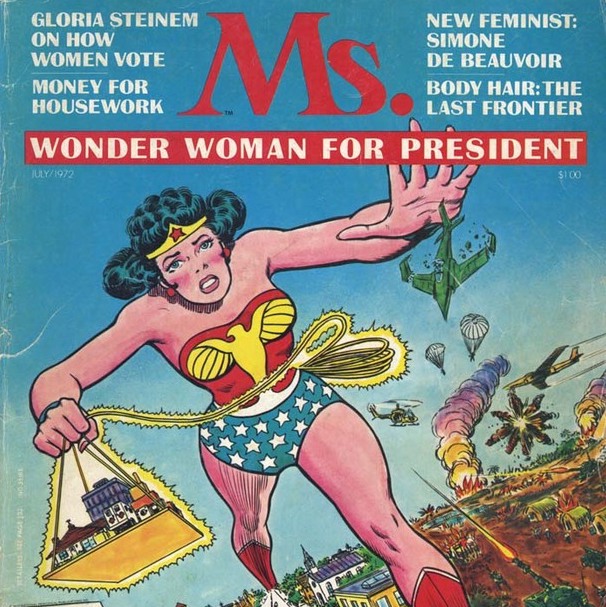 GLORIA STEINEM
ON HOW
WOMEN VOTE
MONEY FOR
HOUSEWORK
Ms.
™
NEW FEMINIST:
SIMONE
DE BEAUVOIR
BODY HAIR: THE
LAST FRONTIER
WONDER WOMAN FOR PRESIDENT
JULY/1972
$1.00